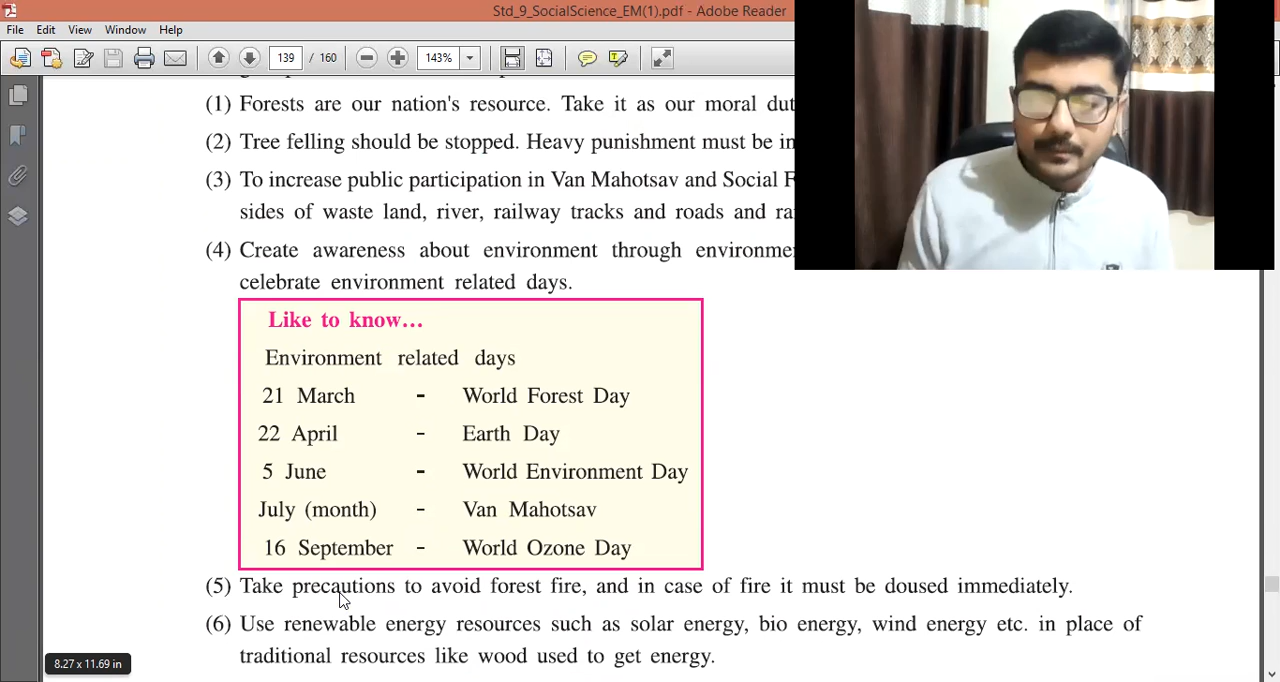 Std_9_SocialScience_EM(1).pdf - Adobe Reader
File Edit View Window Help
139 / 160 143%
(1) Forests are our nation's resource. Take it as our moral
(2) Tree felling should be stopped. Heavy punishment must be
(3) To increase public participation in Van Mahotsav and Social
sides of waste land, river, railway tracks and roads and
(4) Create awareness about environment through
celebrate environment related days.
Like to know...
Environment related days
21 March - World Forest Day
22 April - Earth Day
5 June - World Environment Day
July (month) - Van Mahotsav
16 September - World Ozone Day
(5) Take precautions to avoid forest fire, and in case of fire it must be doused immediately.
(6) Use renewable energy resources such as solar energy, bio energy, wind energy etc. in place of
traditional resources like wood used to get energy.
8.27 x 11.69 in